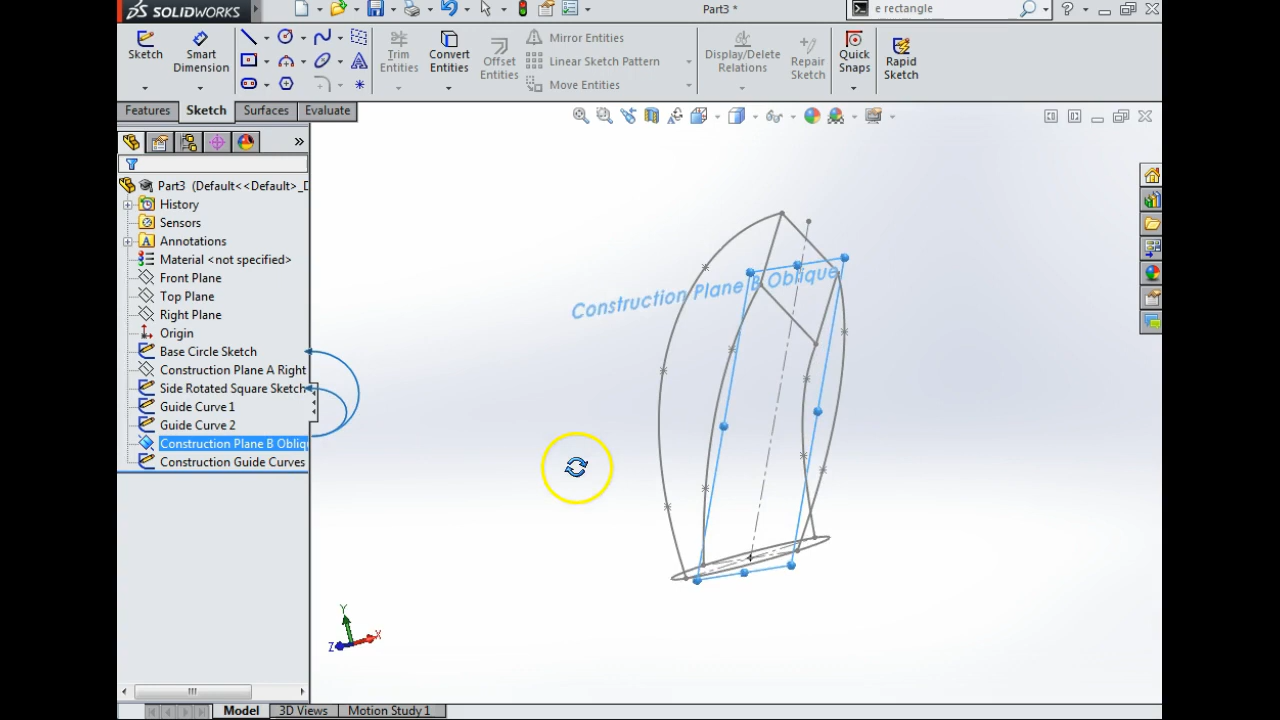 SOLIDWORKS
Part3 *
e rectangle
Sketch
Smart
Dimension
Trim
Entities
Convert
Entities
Offset
Entities
Mirror Entities
Linear Sketch Pattern
Move Entities
Display/Delete
Relations
Repair
Sketch
Quick
Snaps
Rapid
Sketch
Features
Sketch
Surfaces
Evaluate
Part3 (Default<<Default>_D
History
Sensors
Annotations
Material <not specified>
Front Plane
Top Plane
Right Plane
Origin
Base Circle Sketch
Construction Plane A Right
Side Rotated Square Sketch
Guide Curve 1
Guide Curve 2
Construction Plane B Obliq
Construction Guide Curves
Construction Plane B Oblique
Y
X
Z
Model
3D Views
Motion Study 1